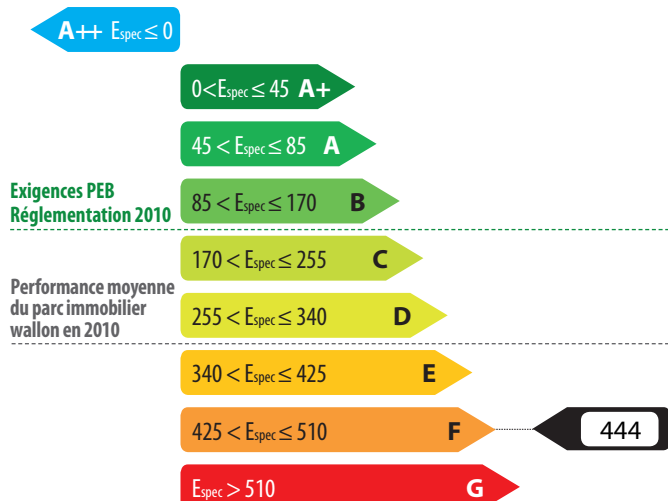 A++ Espec ≤ 0
0 < Espec ≤ 45 A+
45 < Espec ≤ 85 A
Exigences PEB
Réglementation 2010
85 < Espec ≤ 170 B
170 < Espec ≤ 255 C
Performance moyenne
du parc immobilier
wallon en 2010
255 < Espec ≤ 340 D
340 < Espec ≤ 425 E
425 < Espec ≤ 510 F
444
Espec > 510 G